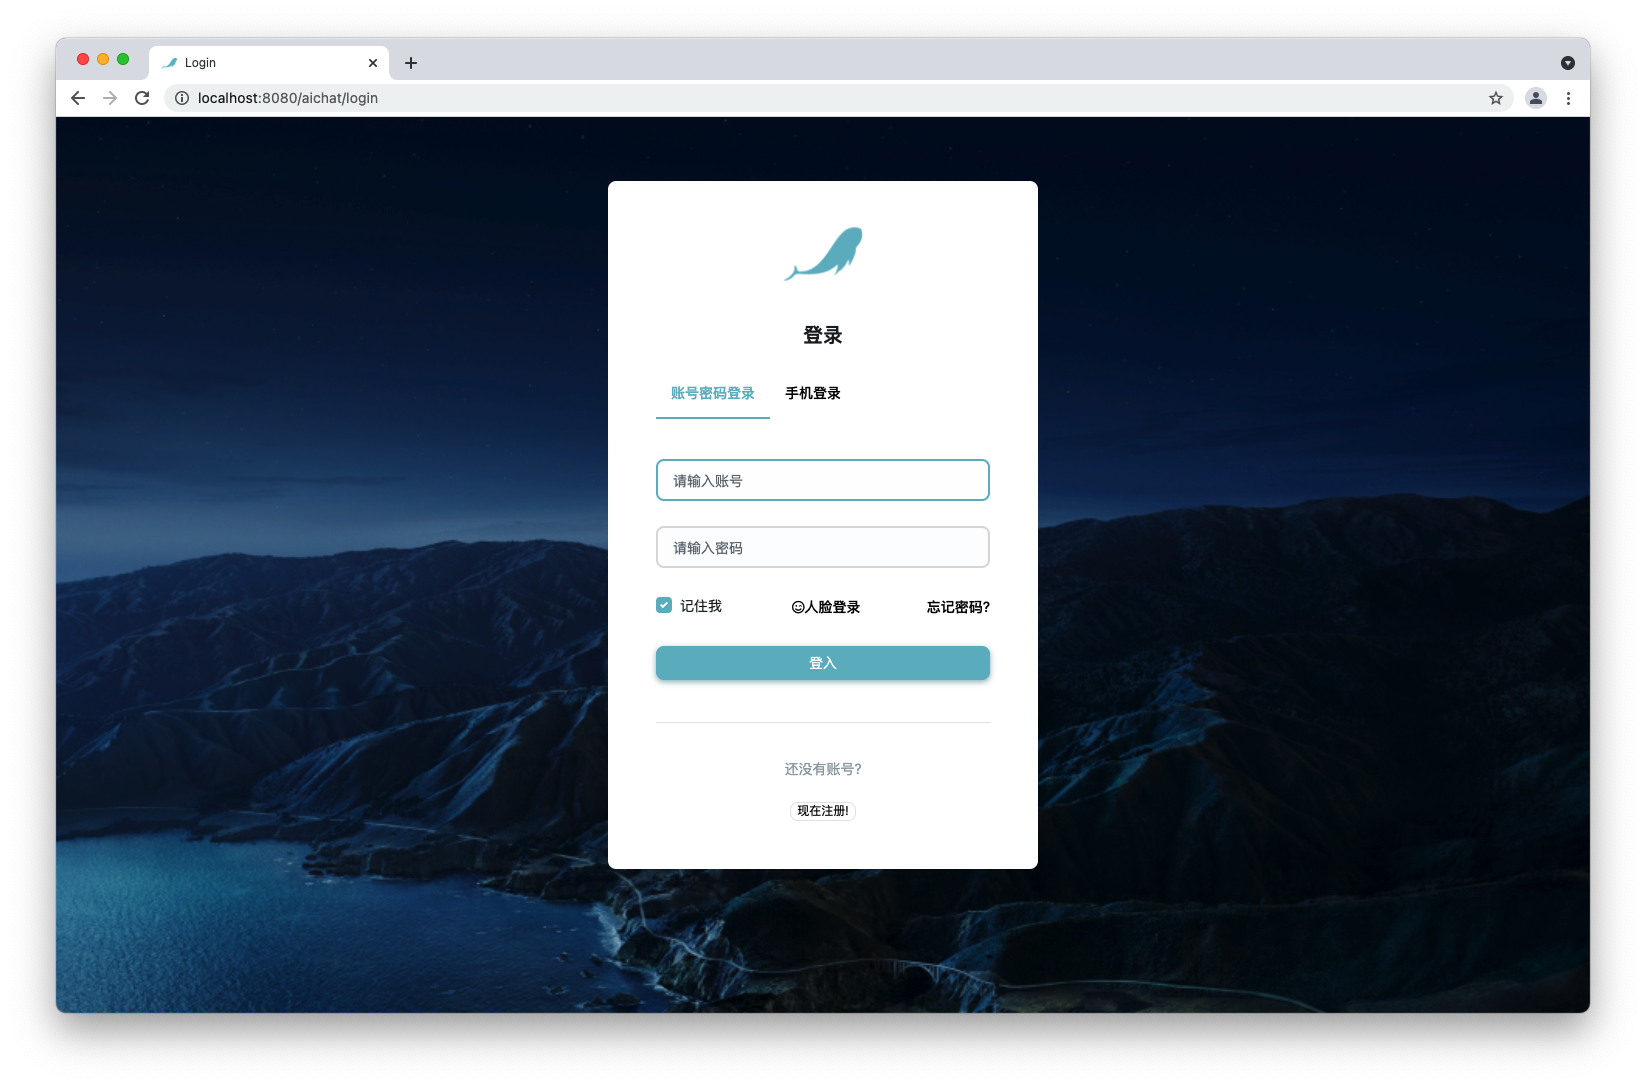 Login
localhost:8080/aichat/login
登录
账号密码登录 手机登录
请输入账号
请输入密码
记住我 人脸登录 忘记密码?
登入
还没有账号?
现在注册!